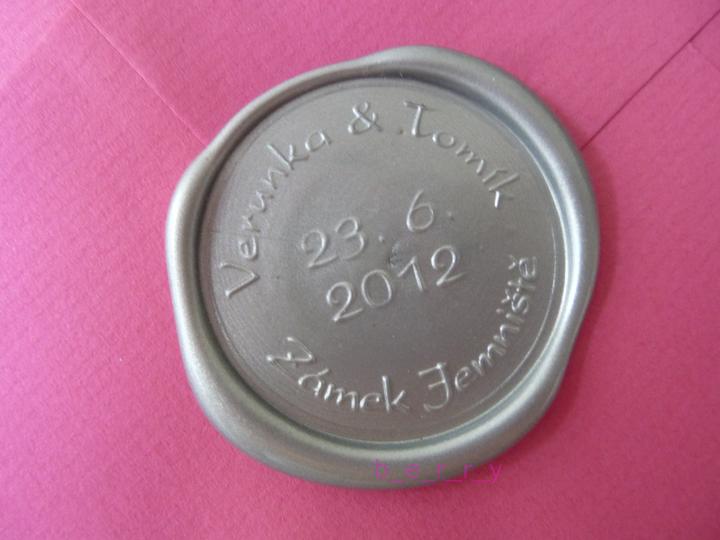 Verunka & Tomík
23. 6.
2012
Zámek Jemniště
b_e_r_r_y